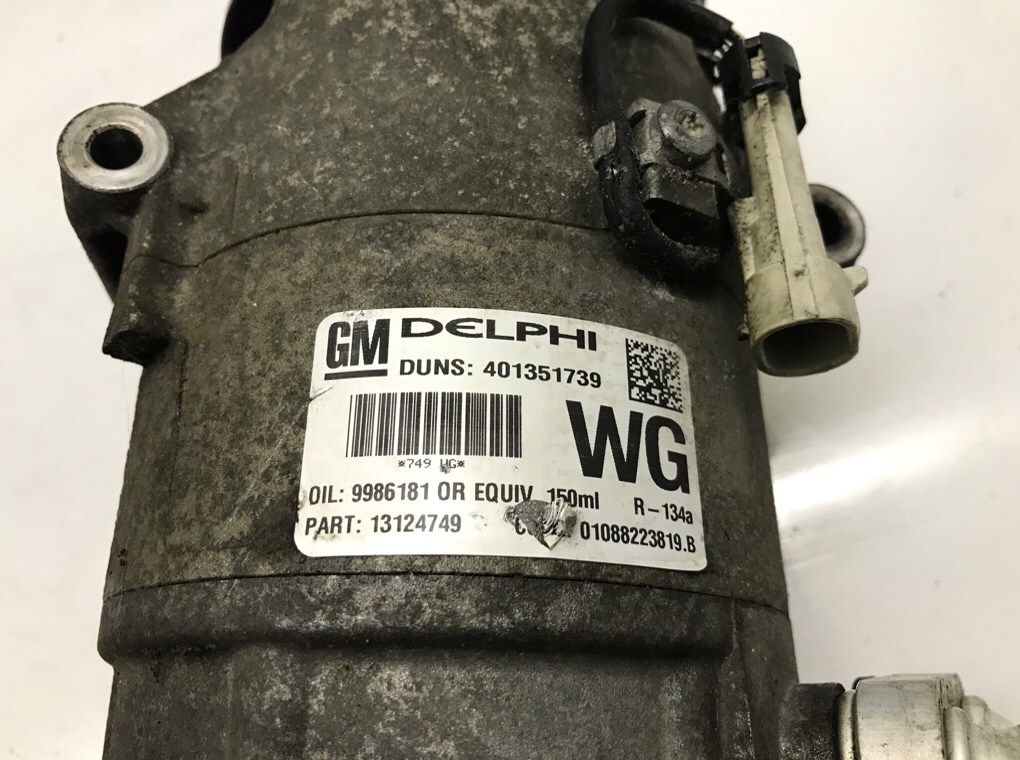 GM DELPHI
DUNS: 401351739
WG
*749 WG*
OIL: 9986181 OR EQUIV 150ml R-134a
PART: 13124749 01088223819.B